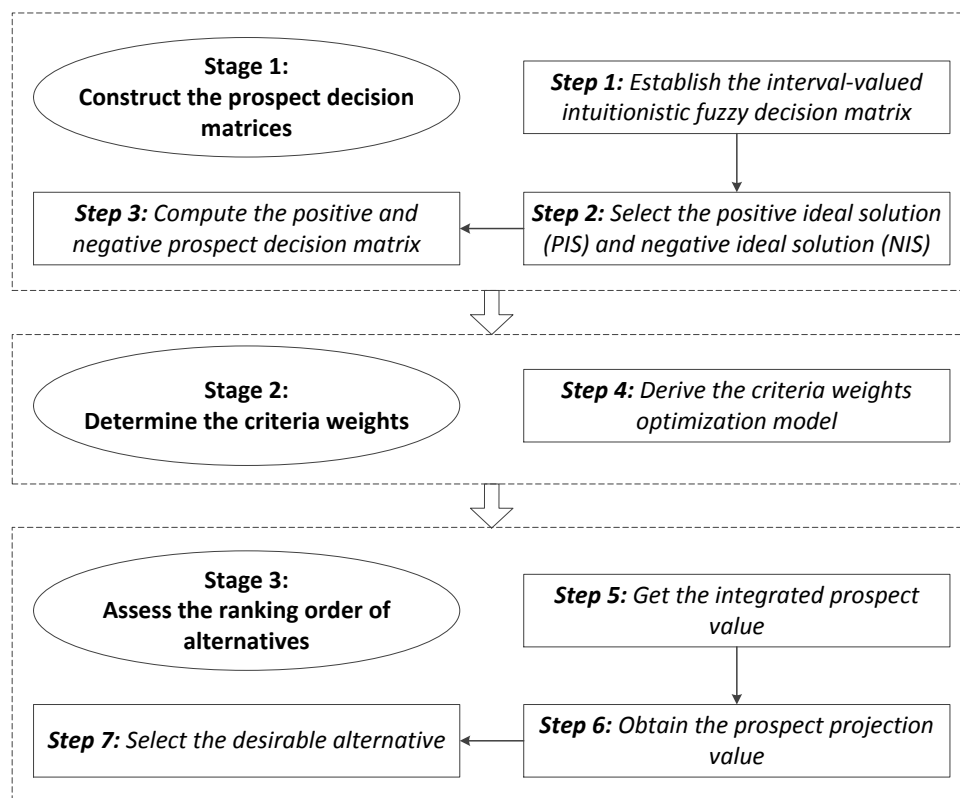 Stage 1:
Construct the prospect decision
matrices
Step 1: Establish the interval-valued
intuitionistic fuzzy decision matrix
Step 3: Compute the positive and
negative prospect decision matrix
Step 2: Select the positive ideal solution
(PIS) and negative ideal solution (NIS)
Stage 2:
Determine the criteria weights
Step 4: Derive the criteria weights
optimization model
Stage 3:
Assess the ranking order of
alternatives
Step 5: Get the integrated prospect
value
Step 7: Select the desirable alternative
Step 6: Obtain the prospect projection
value